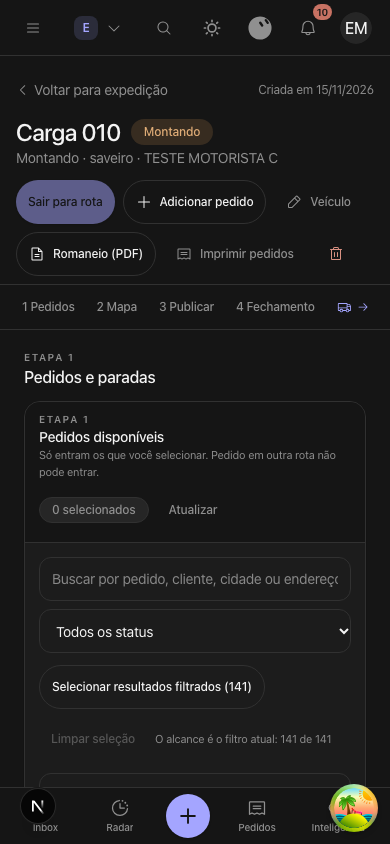 E
10
EM
Voltar para expedição
Criada em 15/11/2026
Carga 010
Montando
Montando · saveiro · TESTE MOTORISTA C
Sair para rota
Adicionar pedido
Veículo
Romaneio (PDF)
Imprimir pedidos
1 Pedidos
2 Mapa
3 Publicar
4 Fechamento
ETAPA 1
Pedidos e paradas
ETAPA 1
Pedidos disponíveis
Só entram os que você selecionar. Pedido em outra rota não
pode entrar.
0 selecionados
Atualizar
Buscar por pedido, cliente, cidade ou endereço
Todos os status
Selecionar resultados filtrados (141)
Limpar seleção
O alcance é o filtro atual: 141 de 141
N
Inbox
Radar
Pedidos